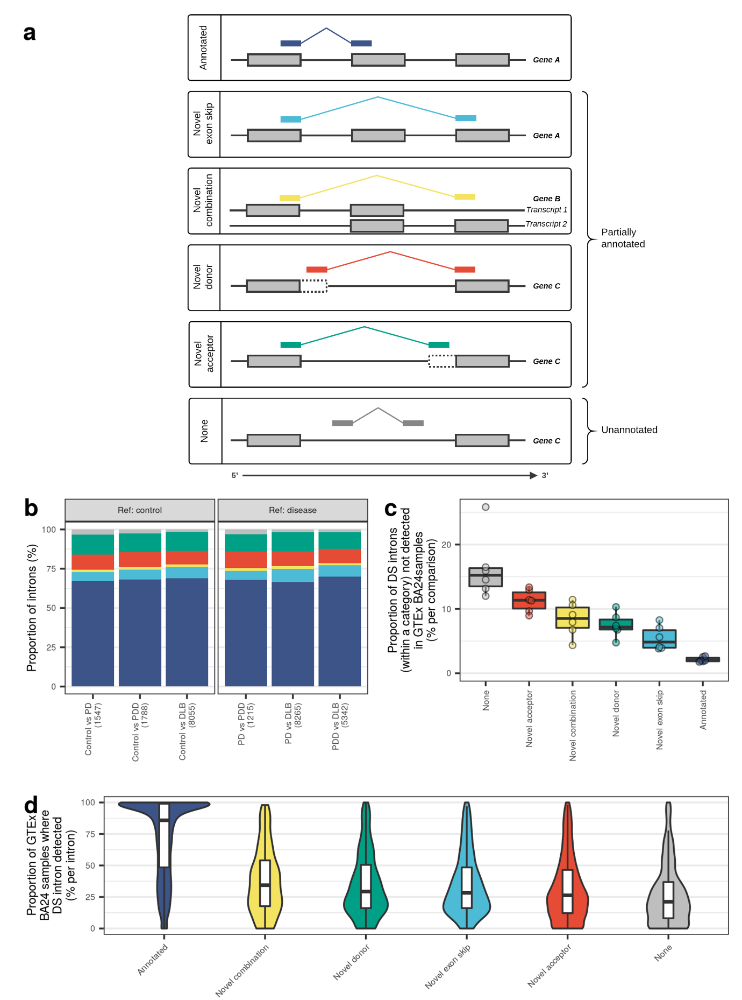 a
Annotated
Gene A
Novel
exon skip
Gene A
Novel
combination
Gene B
Transcript 1
Transcript 2
Novel
donor
Gene C
Novel
acceptor
Gene C
None
Gene C
Partially
annotated
Unannotated
5’
3’
b
Ref: control
Ref: disease
Proportion of introns (%)
100
75
50
25
0
Control vs PD
(1547)
Control vs PDD
(1788)
Control vs DLB
(8055)
PD vs PDD
(1215)
PD vs DLB
(8265)
PDD vs DLB
(5342)
c
Proportion of DS introns
(within a category) not detected
in GTEx BA24samples
(% per comparison)
20
10
0
None
Novel acceptor
Novel combination
Novel donor
Novel exon skip
Annotated
d
Proportion of GTEx
BA24 samples where
DS intron detected
(% per intron)
100
75
50
25
0
Annotated
Novel combination
Novel donor
Novel exon skip
Novel acceptor
None